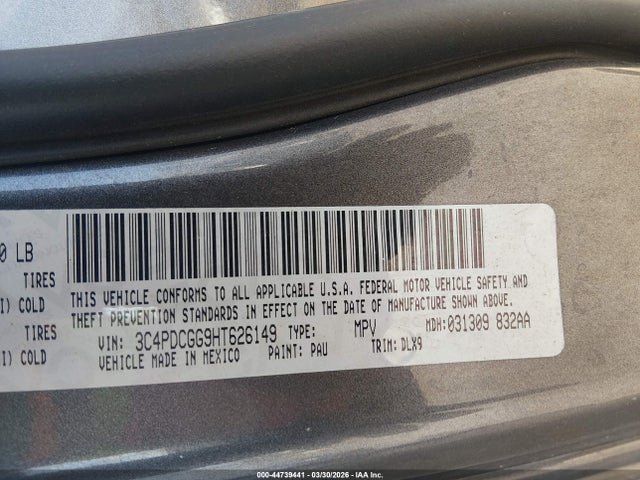 0 LB
TIRES
I) COLD
TIRES
I) COLD
THIS VEHICLE CONFORMS TO ALL APPLICABLE U.S.A. FEDERAL MOTOR VEHICLE SAFETY AND
THEFT PREVENTION STANDARDS IN EFFECT ON THE DATE OF MANUFACTURE SHOWN ABOVE.
VIN: 3C4PDCGG9HT626149 TYPE: MPV MDH: 031309 832AA
VEHICLE MADE IN MEXICO PAINT: PAU TRIM: DLX9
000-44739441 | 03/30/2026 | IAA Inc.